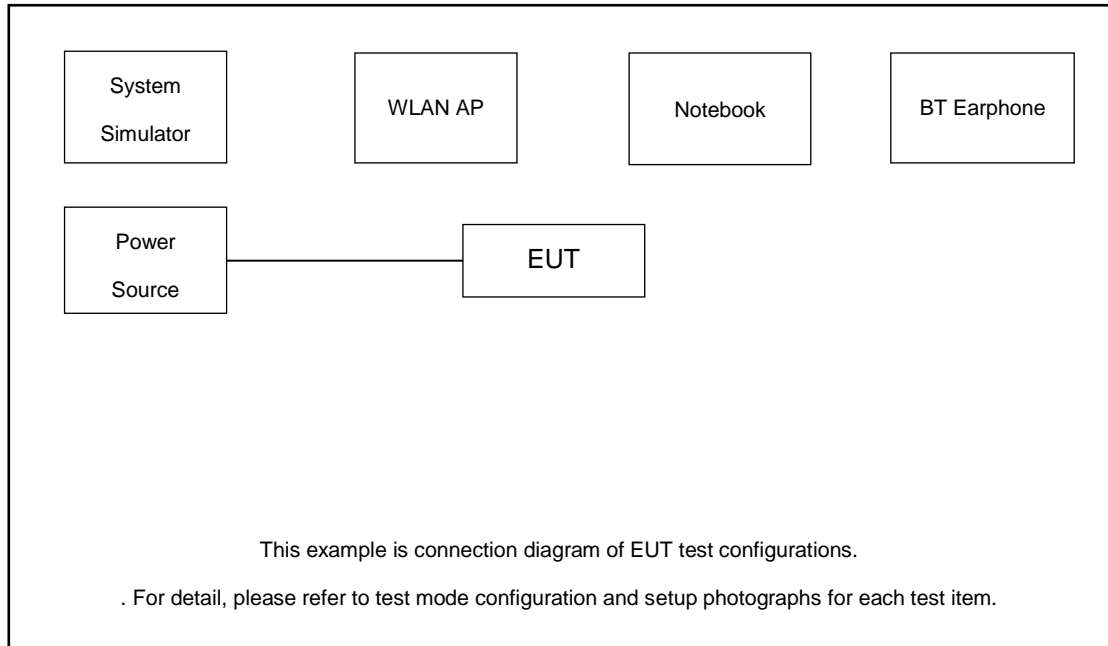 System
Simulator
WLAN AP
Notebook
BT Earphone
Power
Source
EUT
This example is connection diagram of EUT test configurations.
. For detail, please refer to test mode configuration and setup photographs for each test item.